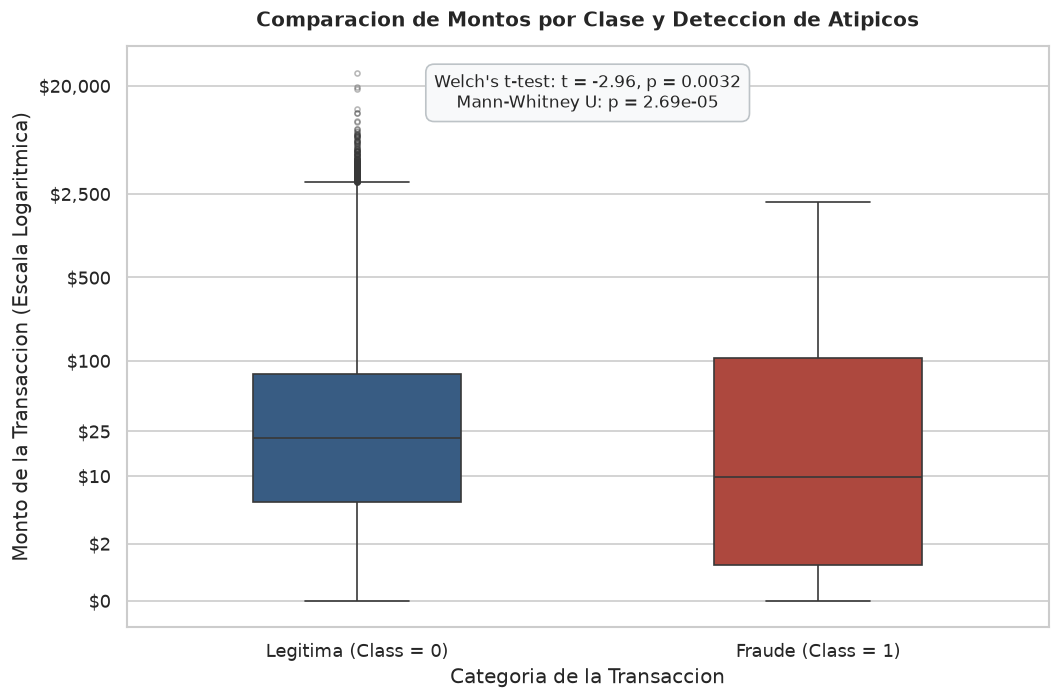 Comparacion de Montos por Clase y Deteccion de Atipicos
Welch's t-test: t = -2.96, p = 0.0032
Mann-Whitney U: p = 2.69e-05
Monto de la Transaccion (Escala Logaritmica)
$20,000
$2,500
$500
$100
$25
$10
$2
$0
Legitima (Class = 0)
Fraude (Class = 1)
Categoria de la Transaccion